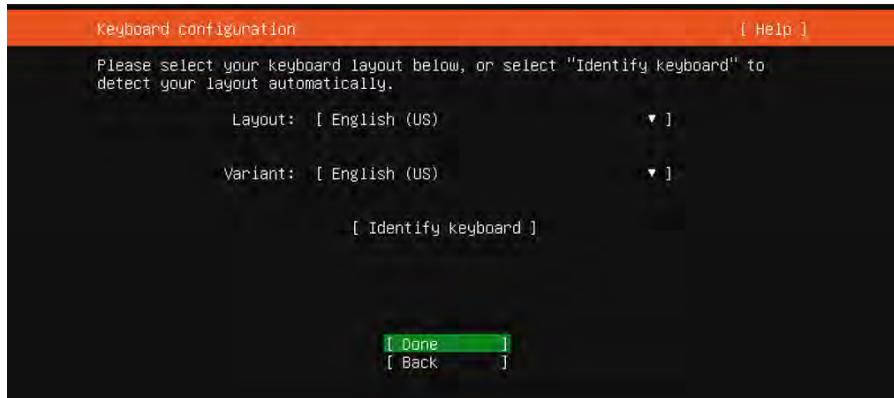 Keyboard configuration [ Help ]
Please select your keyboard layout below, or select "Identify keyboard" to
detect your layout automatically.
Layout: [ English (US) ▾ ]
Variant: [ English (US) ▾ ]
[ Identify keyboard ]
[ Done ]
[ Back ]